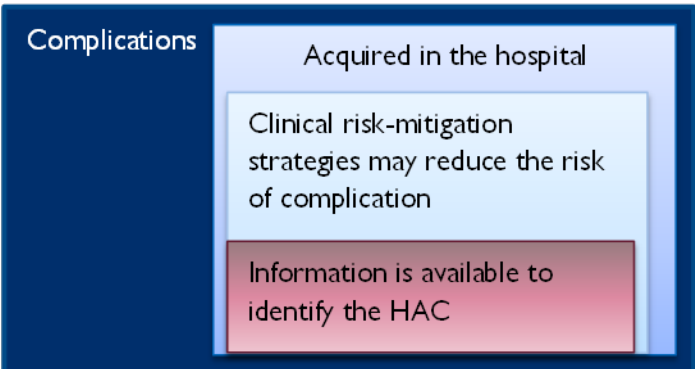 Complications
Acquired in the hospital
Clinical risk-mitigation
strategies may reduce the risk
of complication
Information is available to
identify the HAC